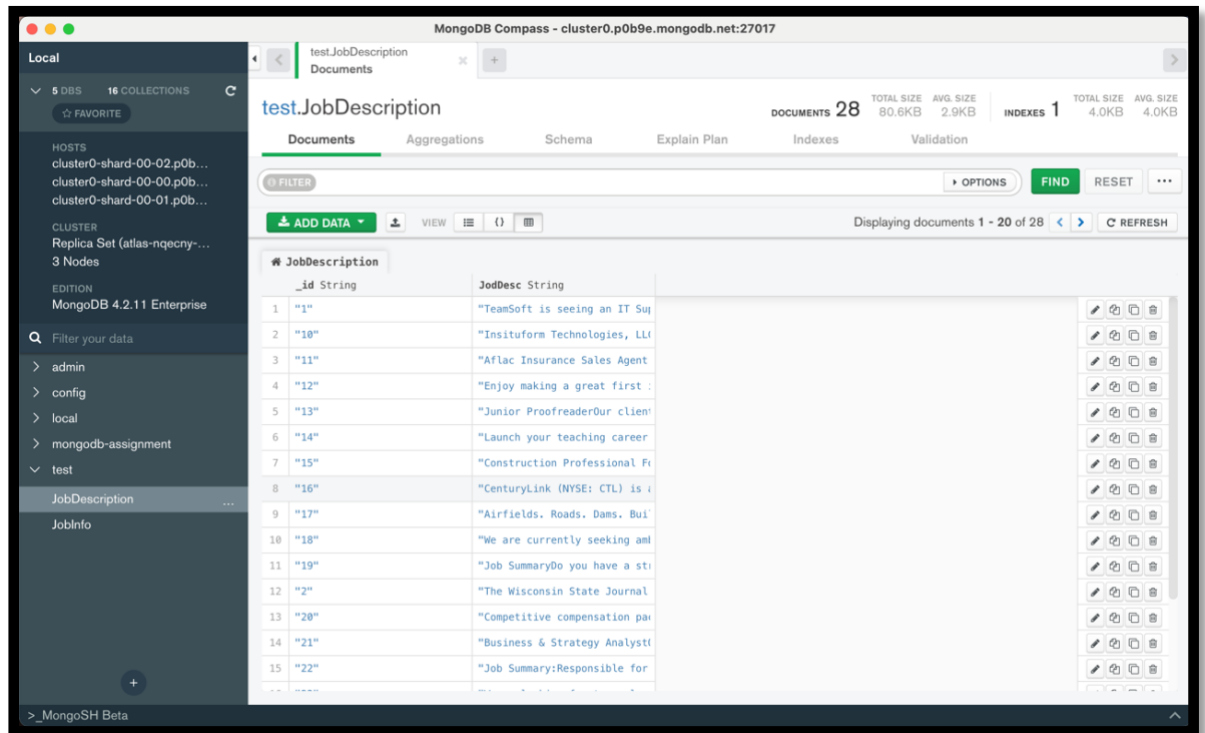 MongoDB Compass - cluster0.p0b9e.mongodb.net:27017
Local
5 DBS 16 COLLECTIONS
☆ FAVORITE
HOSTS
cluster0-shard-00-02.p0b...
cluster0-shard-00-00.p0b...
cluster0-shard-00-01.p0b...
CLUSTER
Replica Set (atlas-nqecny-...
3 Nodes
EDITION
MongoDB 4.2.11 Enterprise
Filter your data
admin
config
local
mongodb-assignment
test
JobDescription ...
JobInfo
>_MongoSH Beta
test.JobDescription
Documents
test.JobDescription
DOCUMENTS 28 TOTAL SIZE 80.6KB AVG. SIZE 2.9KB INDEXES 1 TOTAL SIZE 4.0KB AVG. SIZE 4.0KB
Documents Aggregations Schema Explain Plan Indexes Validation
FILTER OPTIONS FIND RESET ...
ADD DATA VIEW {} Displaying documents 1 - 20 of 28 < > REFRESH
JobDescription
_id String JodDesc String
1 "1" "TeamSoft is seeing an IT Sup
2 "10" "Insituform Technologies, LLC
3 "11" "Aflac Insurance Sales Agent
4 "12" "Enjoy making a great first
5 "13" "Junior ProofreaderOur client
6 "14" "Launch your teaching career
7 "15" "Construction Professional
8 "16" "CenturyLink (NYSE: CTL) is
9 "17" "Airfields. Roads. Dams.
10 "18" "We are currently seeking
11 "19" "Job SummaryDo you have a
12 "2" "The Wisconsin State Journal
13 "20" "Competitive compensation
14 "21" "Business & Strategy Analyst
15 "22" "Job Summary:Responsible for